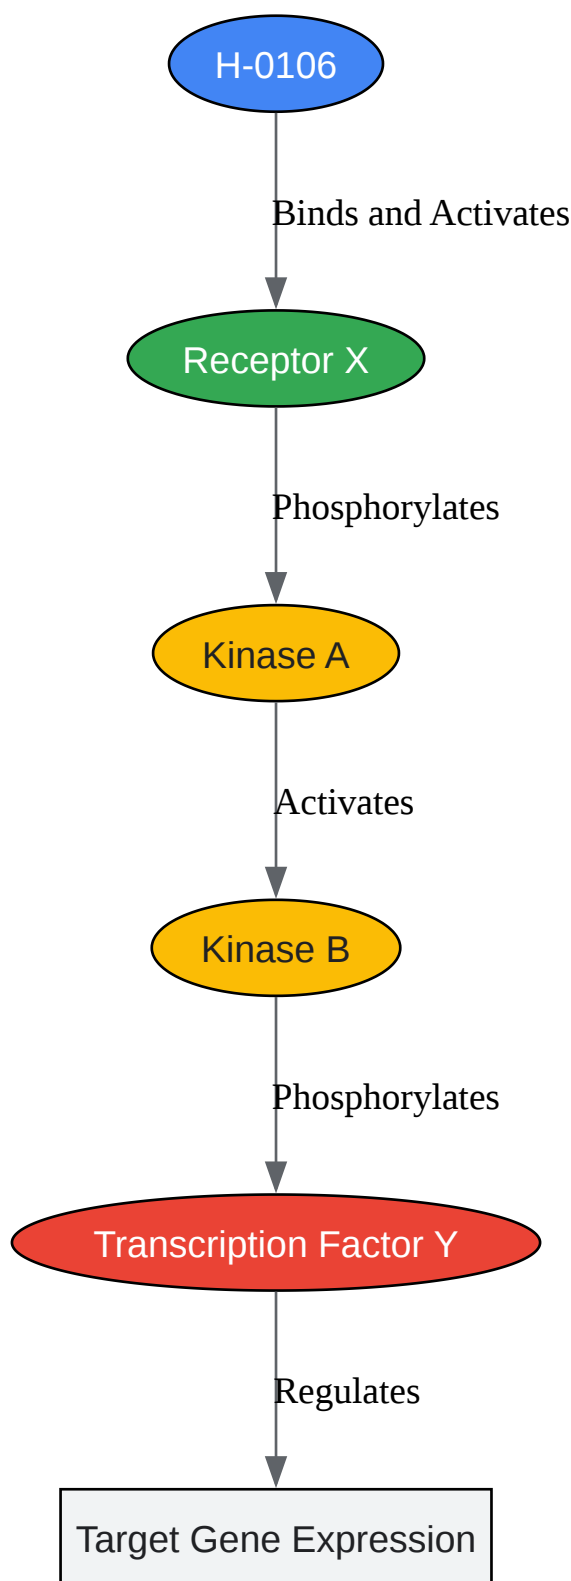 H-0106
Binds and Activates
Receptor X
Phosphorylates
Kinase A
Activates
Kinase B
Phosphorylates
Transcription Factor Y
Regulates
Target Gene Expression